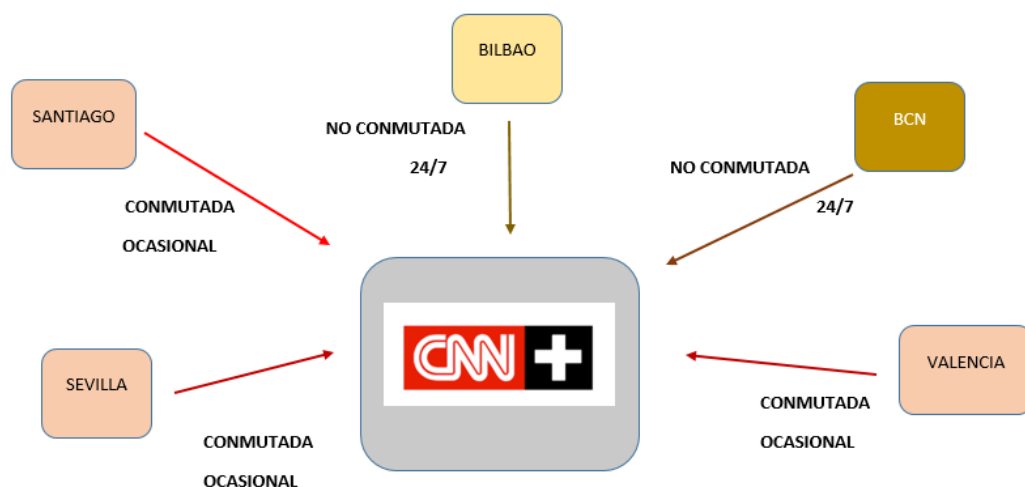 BILBAO
SANTIAGO
BCN
NO CONMUTADA
24/7
NO CONMUTADA
24/7
CONMUTADA
OCASIONAL
CNN+
SEVILLA
VALENCIA
CONMUTADA
OCASIONAL
CONMUTADA
OCASIONAL